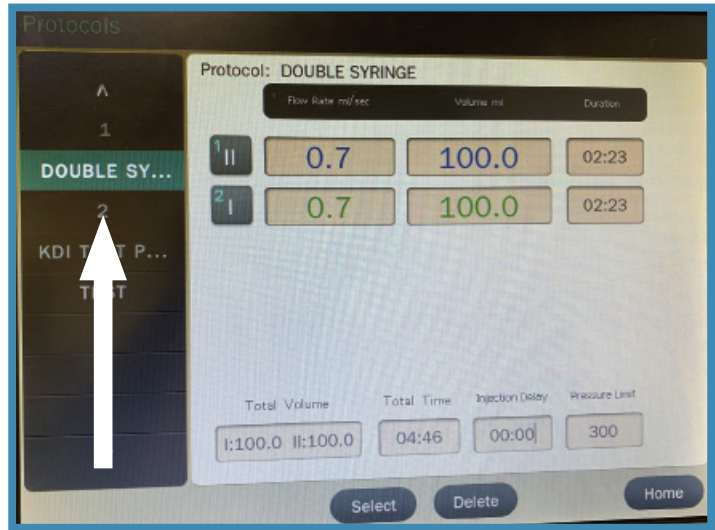 Protocols
^
1
DOUBLE SY...
2
KDI T T P...
T ST
Protocol: DOUBLE SYRINGE
Flow Rate ml/sec Volume ml Duration
1 II 0.7 100.0 02:23
2 I 0.7 100.0 02:23
Total Volume Total Time Injection Delay Pressure Limit
I:100.0 II:100.0 04:46 00:00 300
Select Delete Home